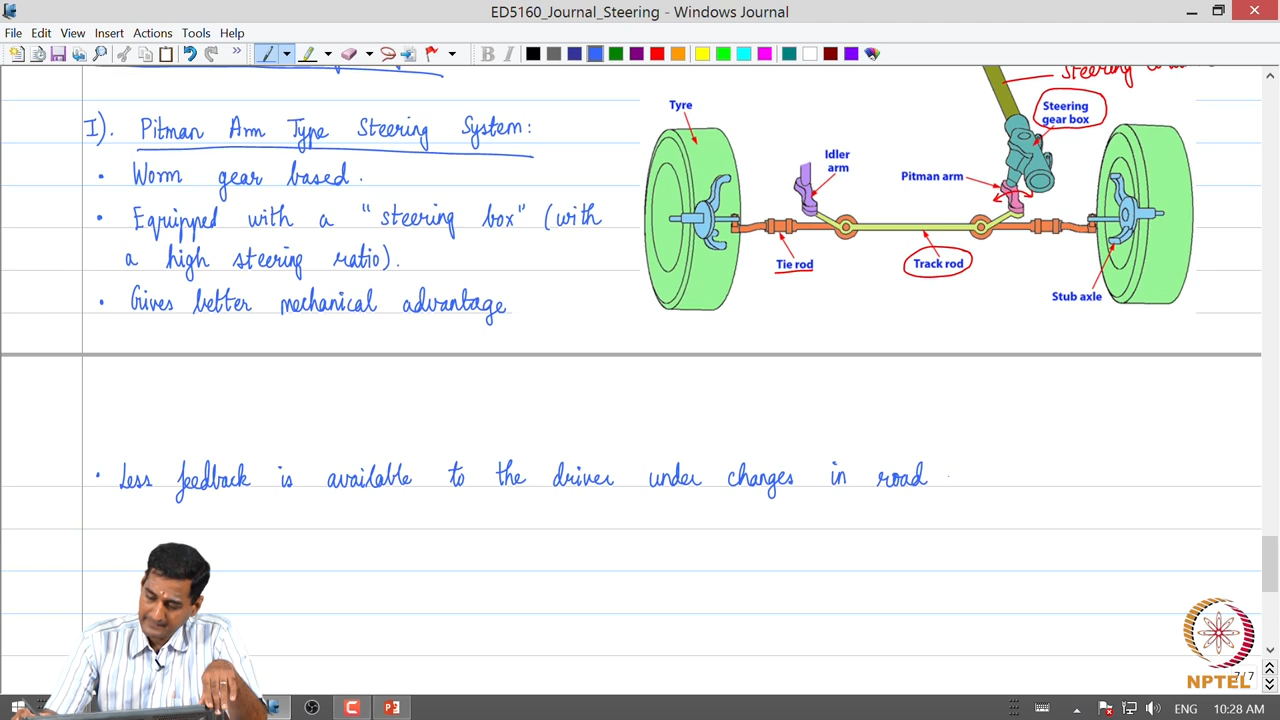 ED5160_Journal_Steering - Windows Journal
File Edit View Insert Actions Tools Help
I). Pitman Arm Type Steering System:
• Worm gear based.
• Equipped with a "steering box" (with
a high steering ratio).
• Gives better mechanical advantage
Steering
Steering
gear box
Tyre
Idler
arm
Pitman arm
Tie rod
Track rod
Stub axle
• Less feedback is available to the driver under changes in road
NPTEL
7/7
ENG 10:28 AM